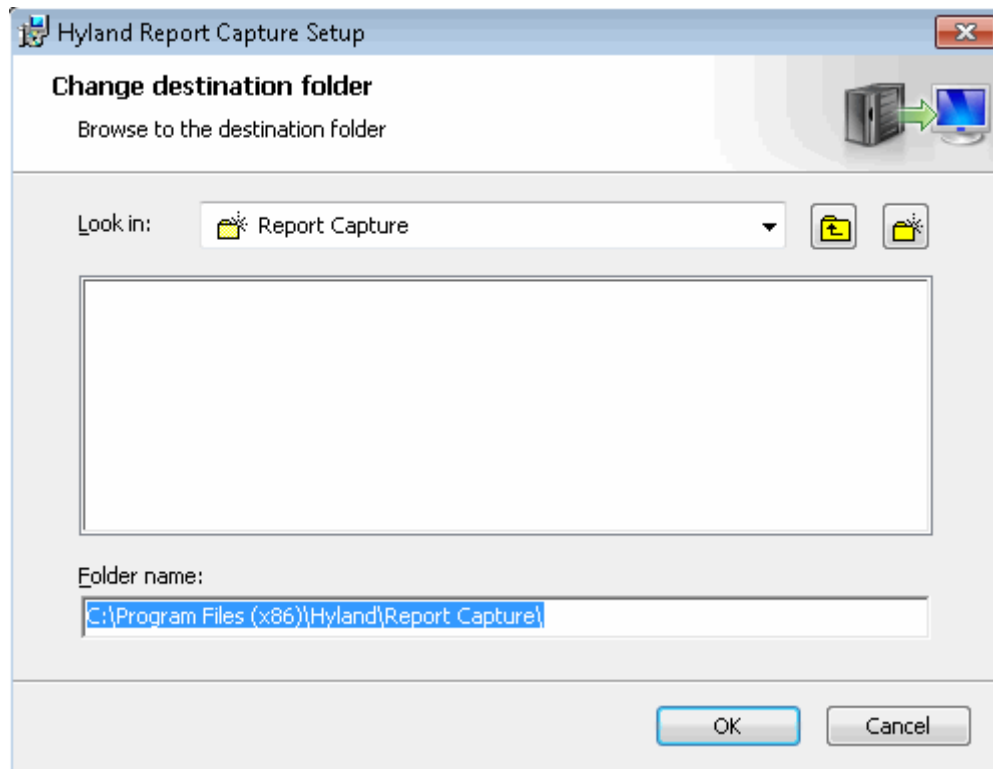 Hyland Report Capture Setup
Change destination folder
Browse to the destination folder
Look in:
Report Capture
Folder name:
C:\Program Files (x86)\Hyland\Report Capture\
OK
Cancel